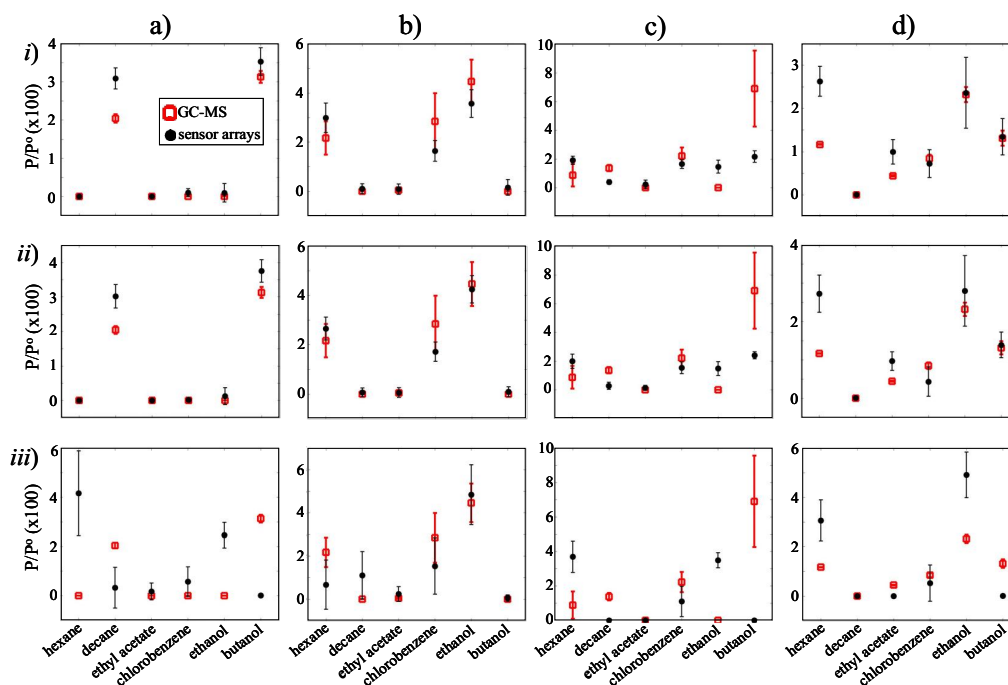 a) b) c) d)
i)
4 6 10 3
3 4 8 2
2 2 6 1
1 0 4 0
0 2
0
P/Pº (x100)
GC-MS
sensor arrays
ii)
4 6 10 4
3 4 8 2
2 2 6 0
1 0 4
0 2
0
P/Pº (x100)
iii)
6 6 10 6
4 4 8 4
2 2 6 2
0 0 4 0
2
0
P/Pº (x100)
hexane decane ethyl acetate chlorobenzene ethanol butanol
hexane decane ethyl acetate chlorobenzene ethanol butanol
hexane decane ethyl acetate chlorobenzene ethanol butanol
hexane decane ethyl acetate chlorobenzene ethanol butanol